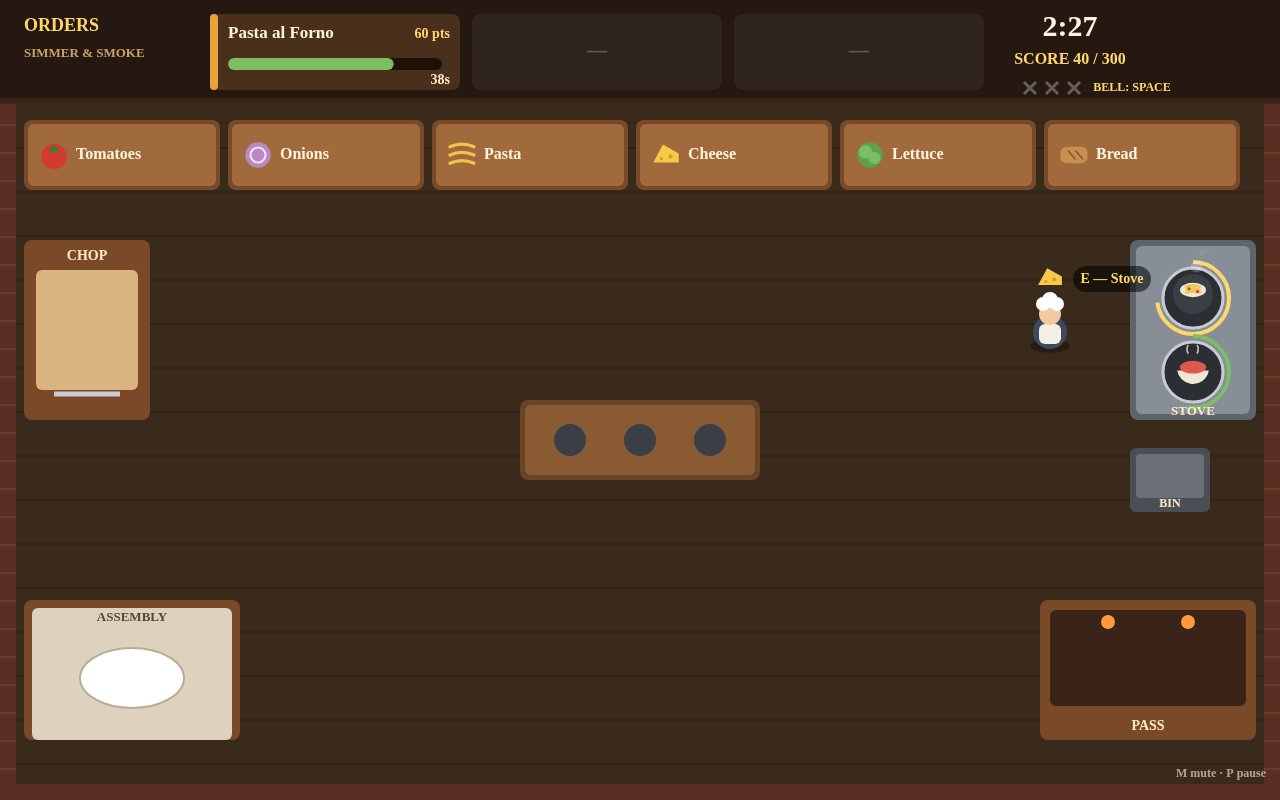 ORDERS
SIMMER & SMOKE
Pasta al Forno
60 pts
38s
—
—
2:27
SCORE 40 / 300
BELL: SPACE
Tomatoes
Onions
Pasta
Cheese
Lettuce
Bread
CHOP
E — Stove
STOVE
BIN
ASSEMBLY
PASS
M mute · P pause